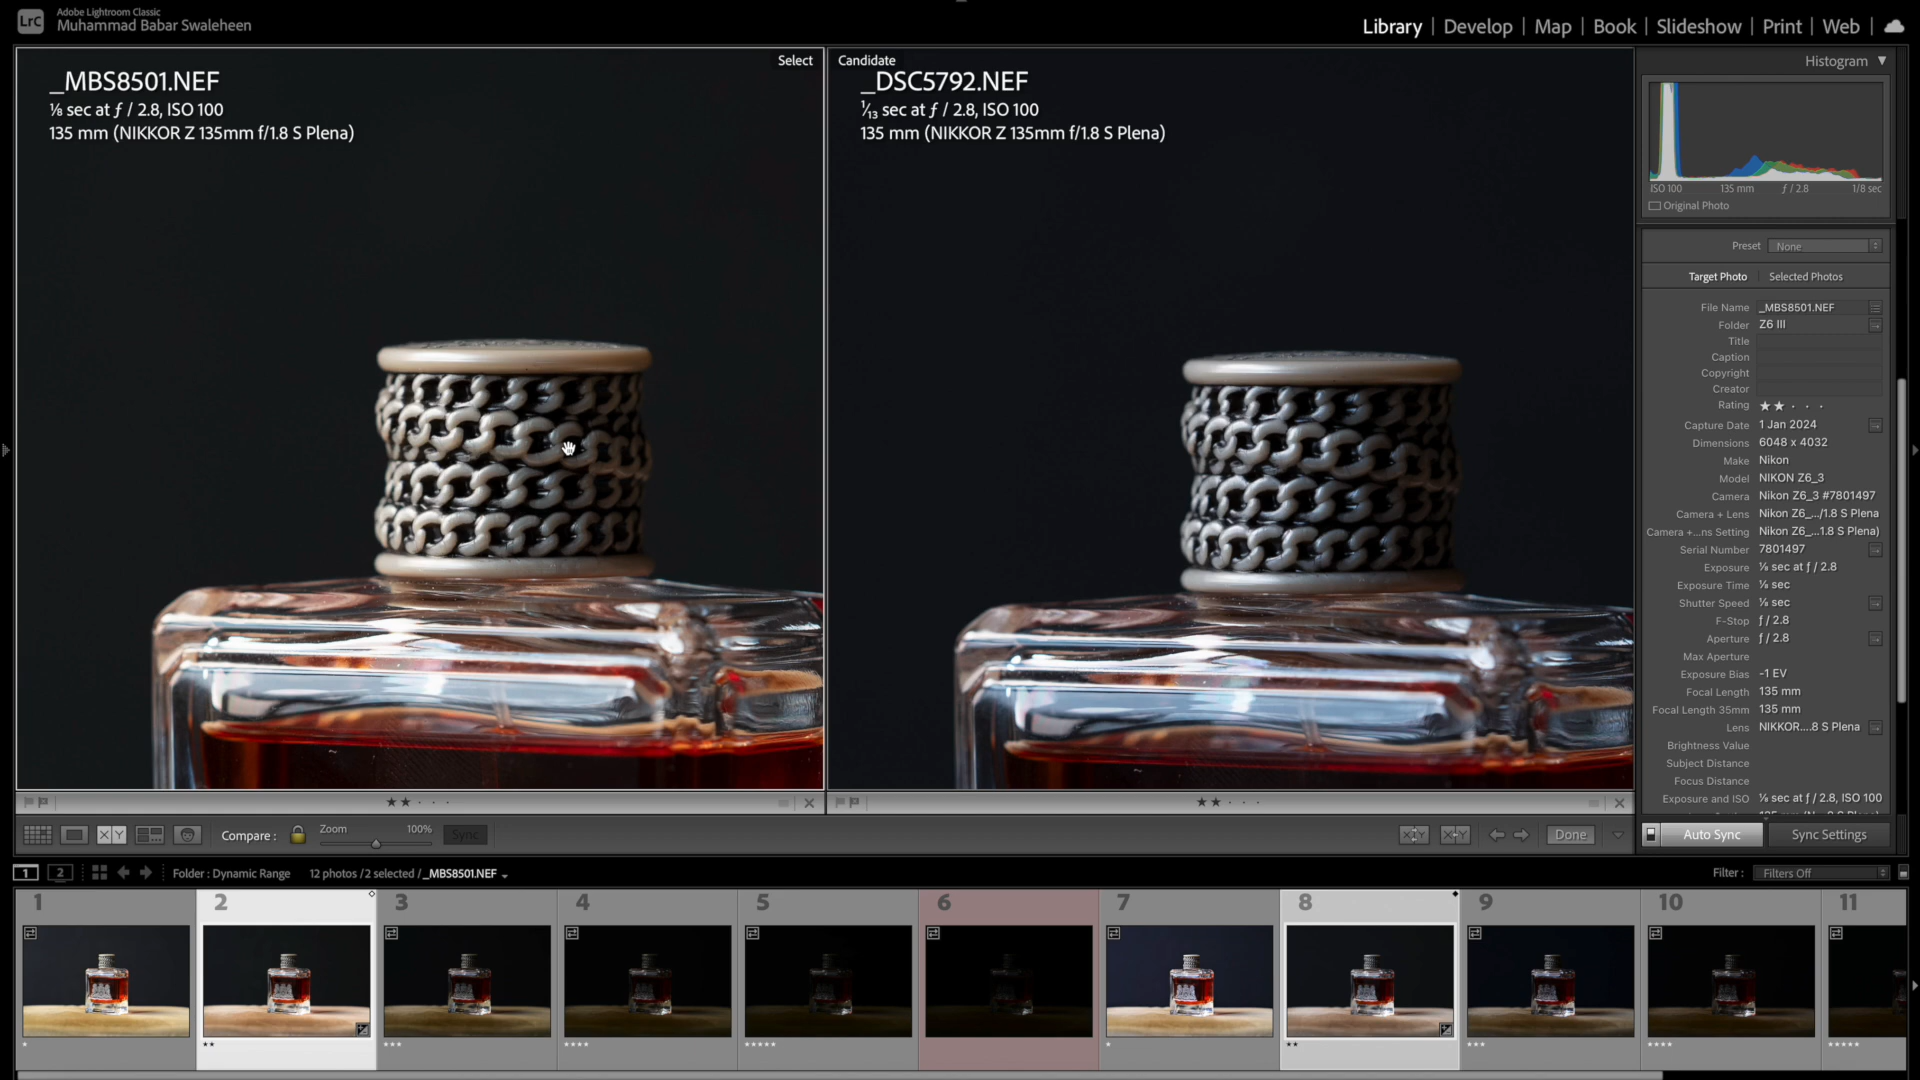 LrC
Adobe Lightroom Classic
Muhammad Babar Swaleheen
Library | Develop | Map | Book | Slideshow | Print | Web
Select
_MBS8501.NEF
⅛ sec at ƒ / 2.8, ISO 100
135 mm (NIKKOR Z 135mm f/1.8 S Plena)
Candidate
_DSC5792.NEF
1/13 sec at ƒ / 2.8, ISO 100
135 mm (NIKKOR Z 135mm f/1.8 S Plena)
Histogram
ISO 100 135 mm ƒ / 2.8 1/8 sec
Original Photo
Preset None
Target Photo Selected Photos
File Name _MBS8501.NEF
Folder Z6 III
Title
Caption
Copyright
Creator
Rating ★★ · · ·
Capture Date 1 Jan 2024
Dimensions 6048 x 4032
Make Nikon
Model NIKON Z6_3
Camera Nikon Z6_3 #7801497
Camera + Lens Nikon Z6_.../1.8 S Plena
Camera +...ns Setting Nikon Z6_...1.8 S Plena)
Serial Number 7801497
Exposure ⅛ sec at ƒ / 2.8
Exposure Time ⅛ sec
Shutter Speed ⅛ sec
F-Stop ƒ / 2.8
Aperture ƒ / 2.8
Max Aperture
Exposure Bias -1 EV
Focal Length 135 mm
Focal Length 35mm 135 mm
Lens NIKKOR....8 S Plena
Brightness Value
Subject Distance
Focus Distance
Exposure and ISO ⅛ sec at ƒ / 2.8, ISO 100
★★ · · ·
★★ · · ·
XY Compare : Zoom 100% Sync
XY XY Done
Auto Sync Sync Settings
1 2 Folder : Dynamic Range 12 photos / 2 selected / _MBS8501.NEF
Filter : Filters Off
1 2 3 4 5 6 7 8 9 10 11